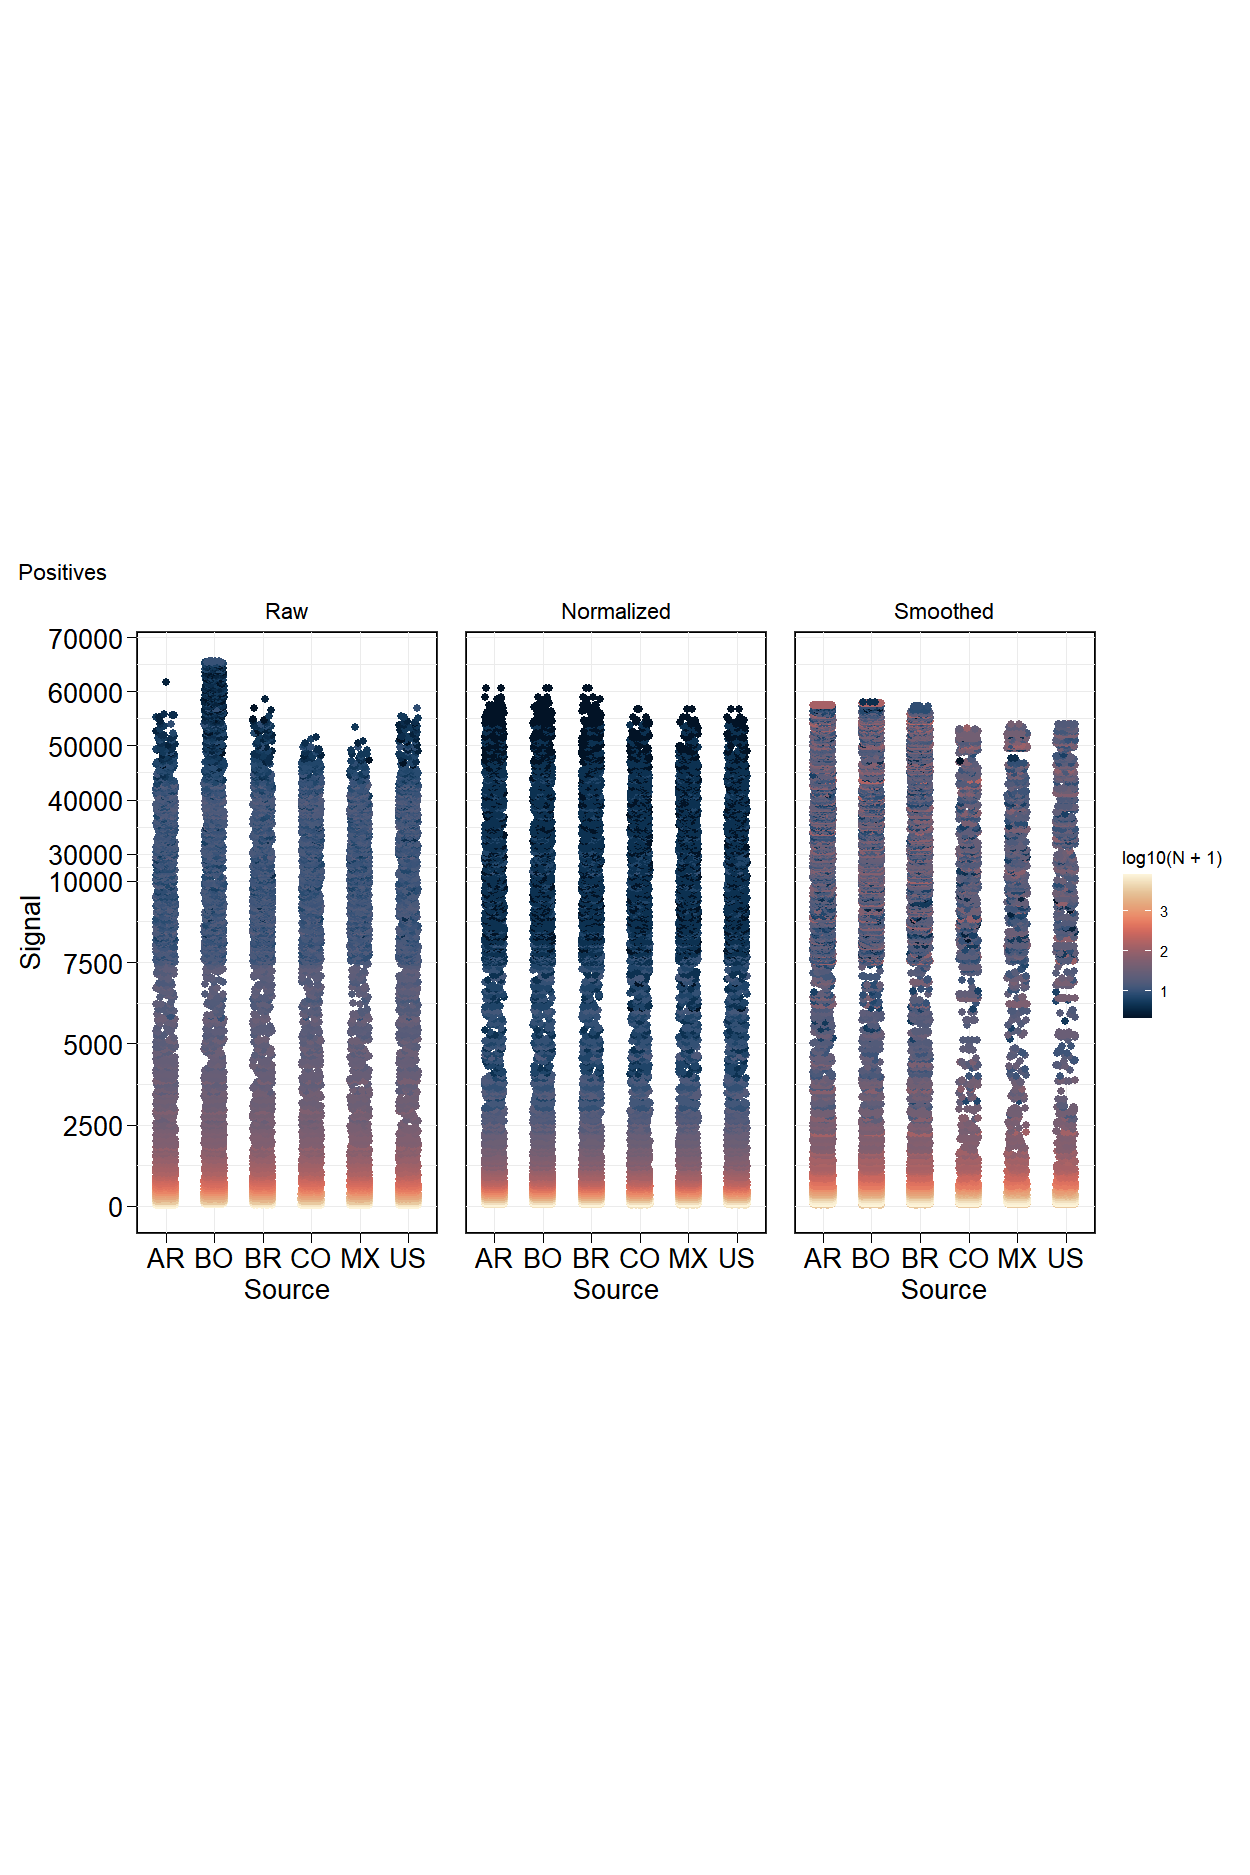 Positives
Raw Normalized Smoothed
70000
60000
50000
40000
30000
10000
7500
5000
2500
0
Signal
AR BO BR CO MX US AR BO BR CO MX US AR BO BR CO MX US
Source Source Source
log10(N + 1)
3
2
1